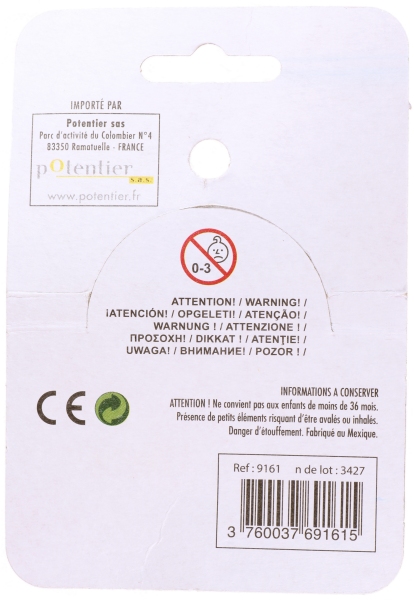 IMPORTÉ PAR
Potentier sas
Parc d'activité du Colombier N°4
83350 Ramatuelle - FRANCE
pOtentier
s.a.s.
www.potentier.fr
0-3
ATTENTION! / WARNING! /
¡ATENCIÓN! / OPGELET! / ATENÇÃO! /
WARNUNG ! / ATTENZIONE ! /
ΠΡΟΣΟΧΗ! / DIKKAT ! / ATENŢIE! /
UWAGA! / ВНИМАНИЕ! / POZOR ! /
CE
INFORMATIONS A CONSERVER
ATTENTION ! Ne convient pas aux enfants de moins de 36 mois.
Présence de petits éléments risquant d'être avalés ou inhalés.
Danger d'étouffement. Fabriqué au Mexique.
Ref : 9161 n de lot : 3427
3 760037 691615